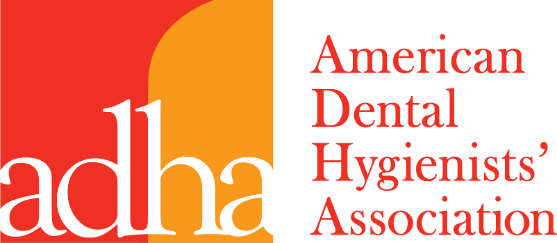 adha
American
Dental
Hygienists’
Association